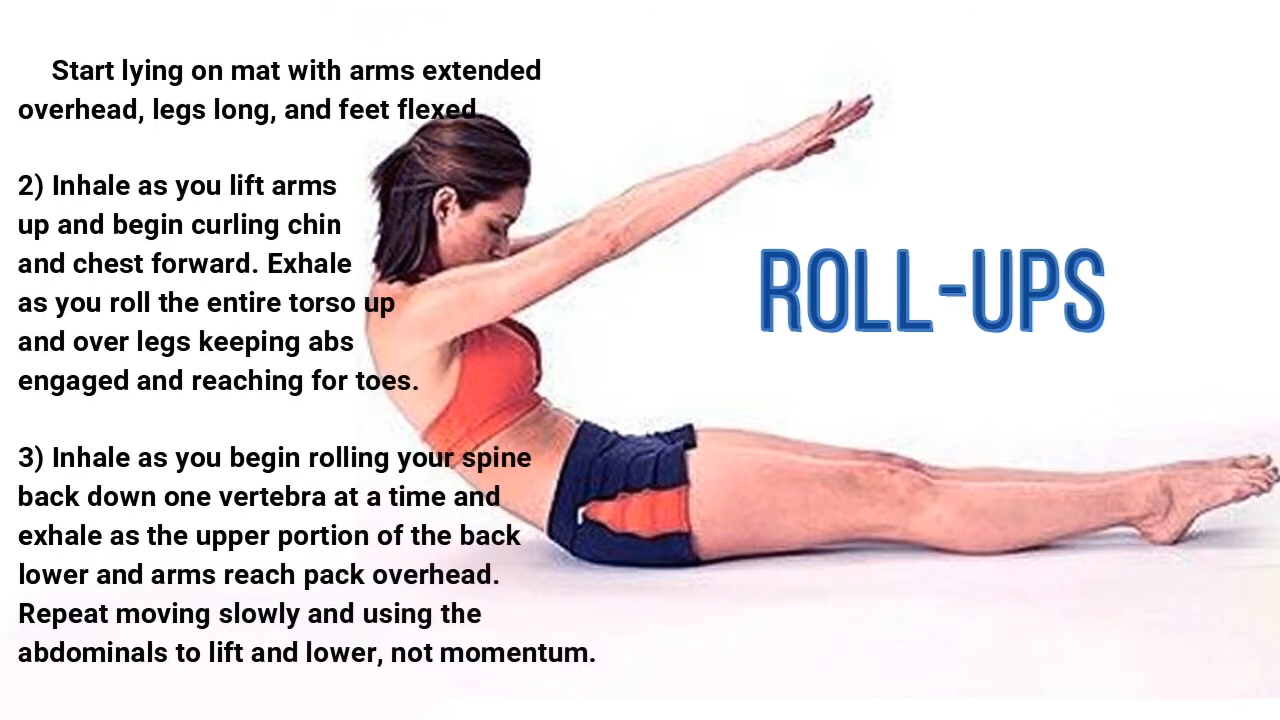 Start lying on mat with arms extended
overhead, legs long, and feet flexed.
2) Inhale as you lift arms
up and begin curling chin
and chest forward. Exhale
as you roll the entire torso up
and over legs keeping abs
engaged and reaching for toes.
3) Inhale as you begin rolling your spine
back down one vertebra at a time and
exhale as the upper portion of the back
lower and arms reach pack overhead.
Repeat moving slowly and using the
abdominals to lift and lower, not momentum.
ROLL-UPS